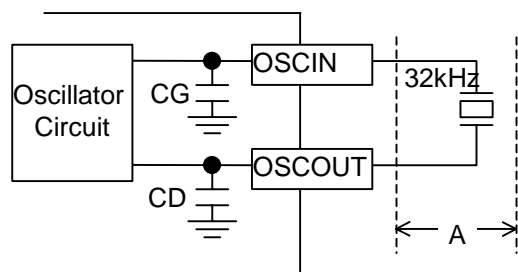 OSCIN
32kHz
Oscillator
Circuit
CG
OSCOUT
CD
A